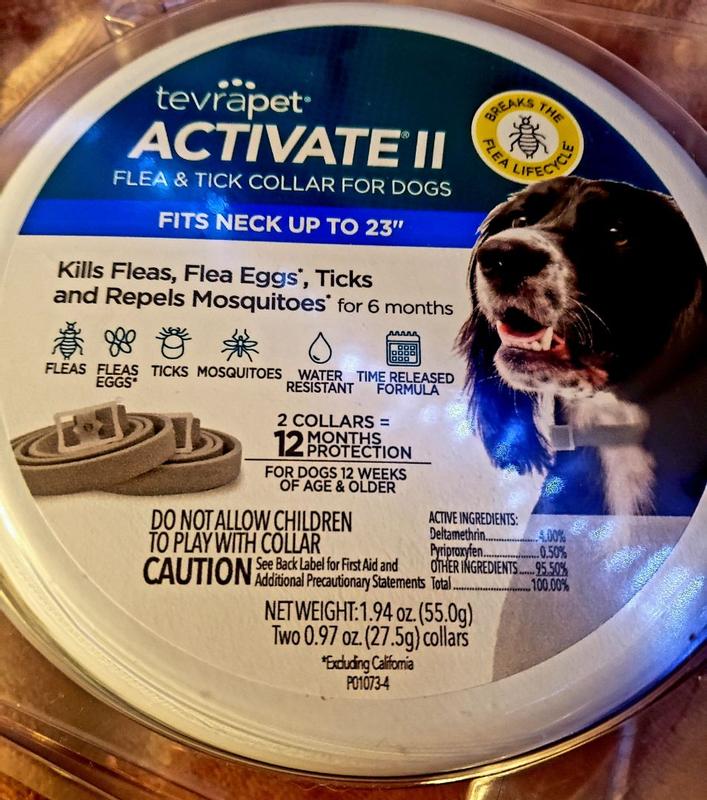 tevrapet®
ACTIVATE® II
FLEA & TICK COLLAR FOR DOGS
BREAKS THE
FLEA LIFECYCLE
FITS NECK UP TO 23"
Kills Fleas, Flea Eggs*, Ticks
and Repels Mosquitoes* for 6 months
FLEAS
FLEAS
EGGS*
TICKS
MOSQUITOES
WATER
RESISTANT
TIME RELEASED
FORMULA
2 COLLARS =
12 MONTHS
PROTECTION
FOR DOGS 12 WEEKS
OF AGE & OLDER
DO NOT ALLOW CHILDREN
TO PLAY WITH COLLAR
CAUTION See Back Label for First Aid and
Additional Precautionary Statements
ACTIVE INGREDIENTS:
Deltamethrin..................4.00%
Pyriproxyfen...................0.50%
OTHER INGREDIENTS.....95.50%
Total............................100.00%
NET WEIGHT: 1.94 oz. (55.0g)
Two 0.97 oz. (27.5g) collars
*Excluding California
P01073-4